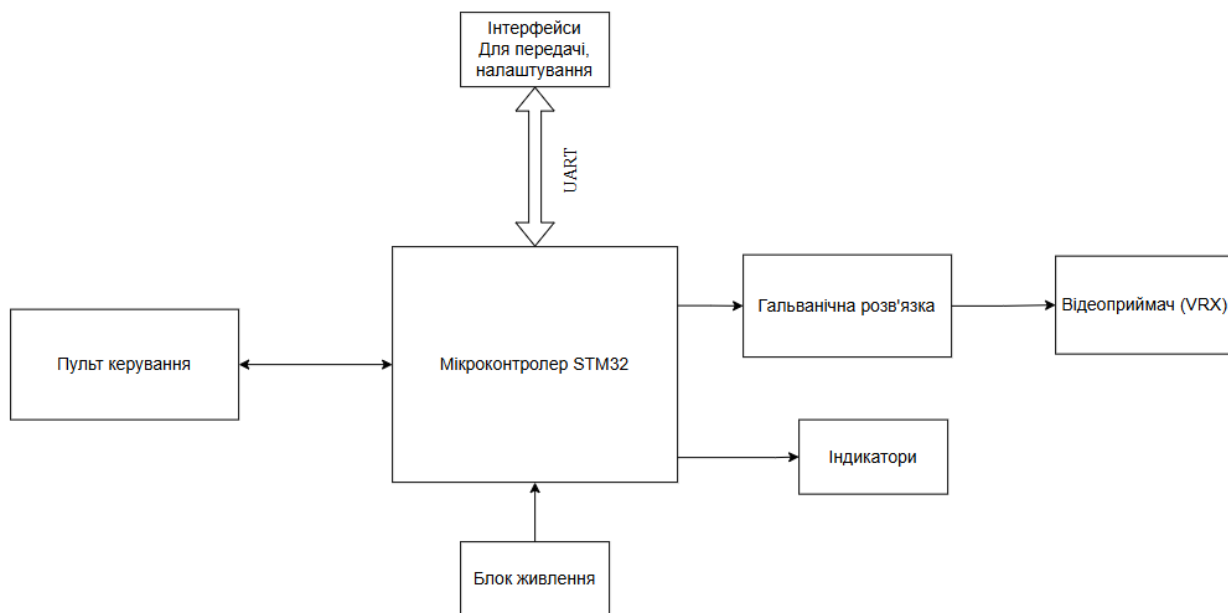 Інтерфейси
Для передачі,
налаштування
UART
Пульт керування
Мікроконтролер STM32
Гальванічна розв'язка
Відеоприймач (VRX)
Індикатори
Блок живлення